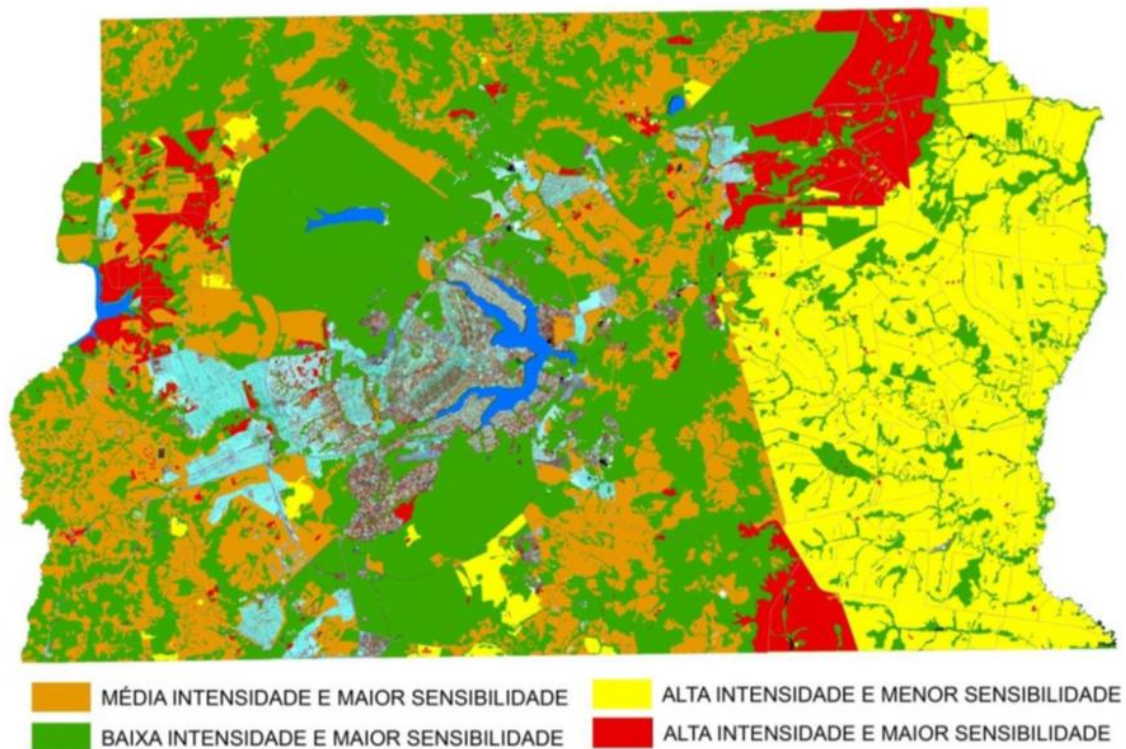 MÉDIA INTENSIDADE E MAIOR SENSIBILIDADE
ALTA INTENSIDADE E MENOR SENSIBILIDADE
BAIXA INTENSIDADE E MAIOR SENSIBILIDADE
ALTA INTENSIDADE E MAIOR SENSIBILIDADE